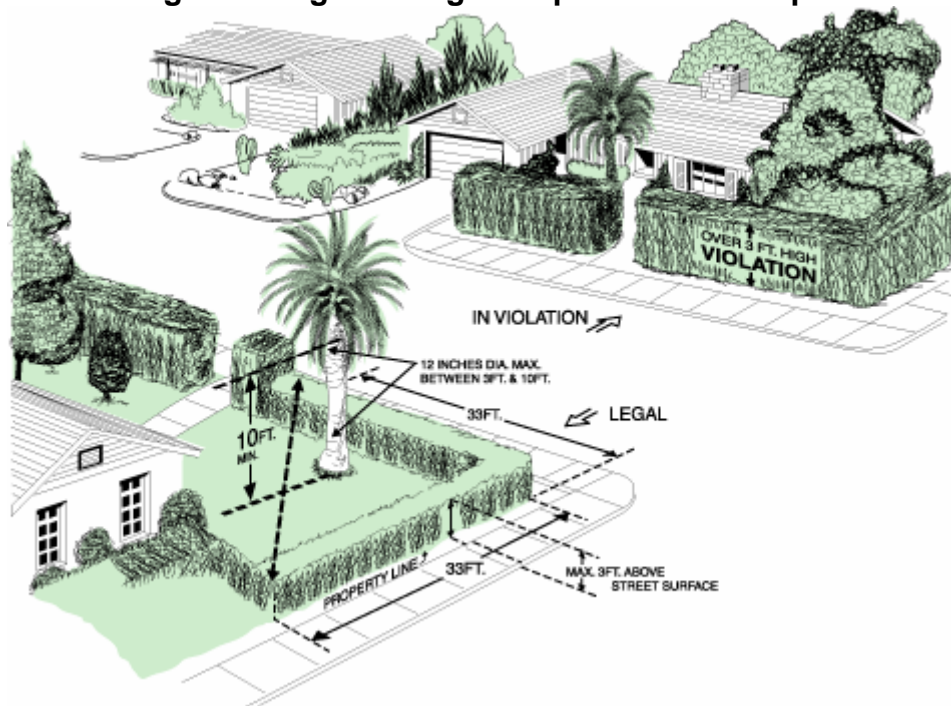 OVER 3 FT. HIGH
VIOLATION
IN VIOLATION
12 INCHES DIA. MAX.
BETWEEN 3FT. & 10FT.
33FT.
LEGAL
10FT.
MIN.
PROPERTY LINE
33FT.
MAX. 3FT. ABOVE
STREET SURFACE